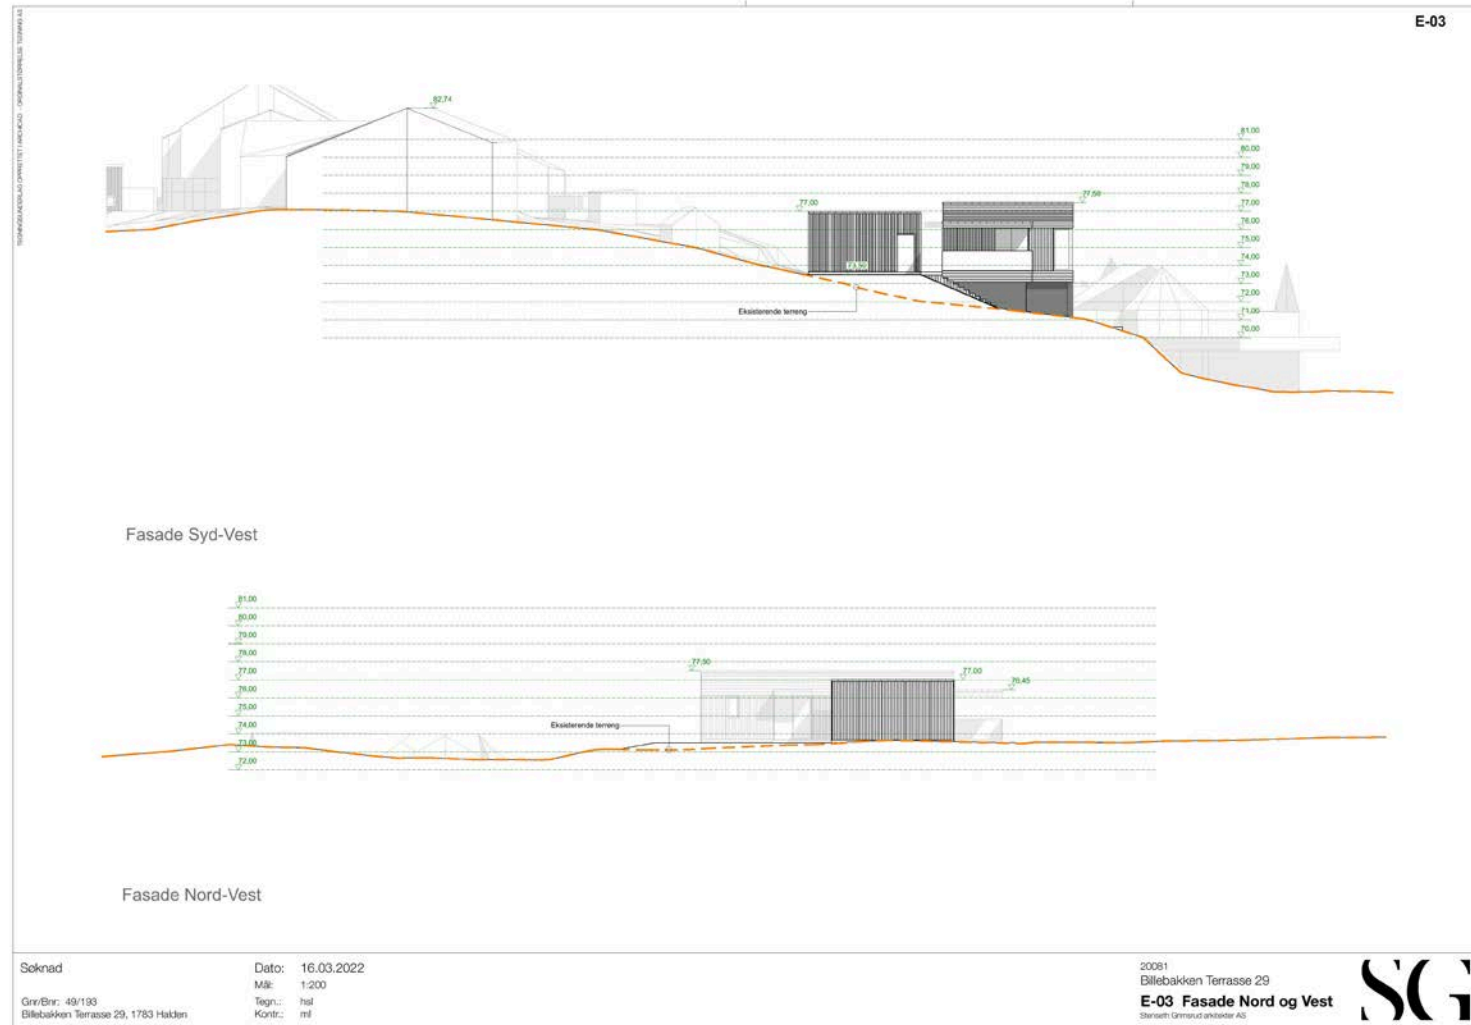 E-03
82,74
81,00
80,00
79,00
78,00
77,50
77,00
77,00
76,00
75,00
74,00
73,50
73,00
72,00
Eksisterende terreng
71,00
70,00
Fasade Syd-Vest
81,00
80,00
79,00
78,00
77,50
77,00
77,00
76,45
76,00
75,00
Eksisterende terreng
74,00
73,00
72,00
Fasade Nord-Vest
Søknad
Gnr/Bnr: 49/193
Billebakken Terrasse 29, 1783 Halden
Dato: 16.03.2022
Mål: 1:200
Tegn.: hsl
Kontr.: ml
20081
Billebakken Terrasse 29
E-03 Fasade Nord og Vest
Stenseth Grimsrud arkitekter AS
SG